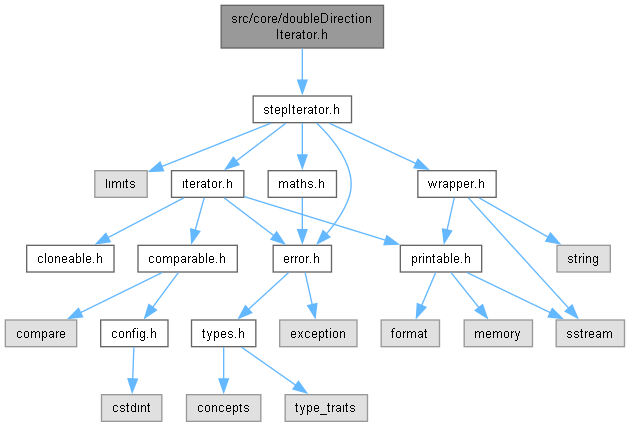 src/core/doubleDirection
Iterator.h
stepIterator.h
limits
iterator.h
maths.h
wrapper.h
cloneable.h
comparable.h
error.h
printable.h
string
compare
config.h
types.h
exception
format
memory
sstream
cstdint
concepts
type_traits